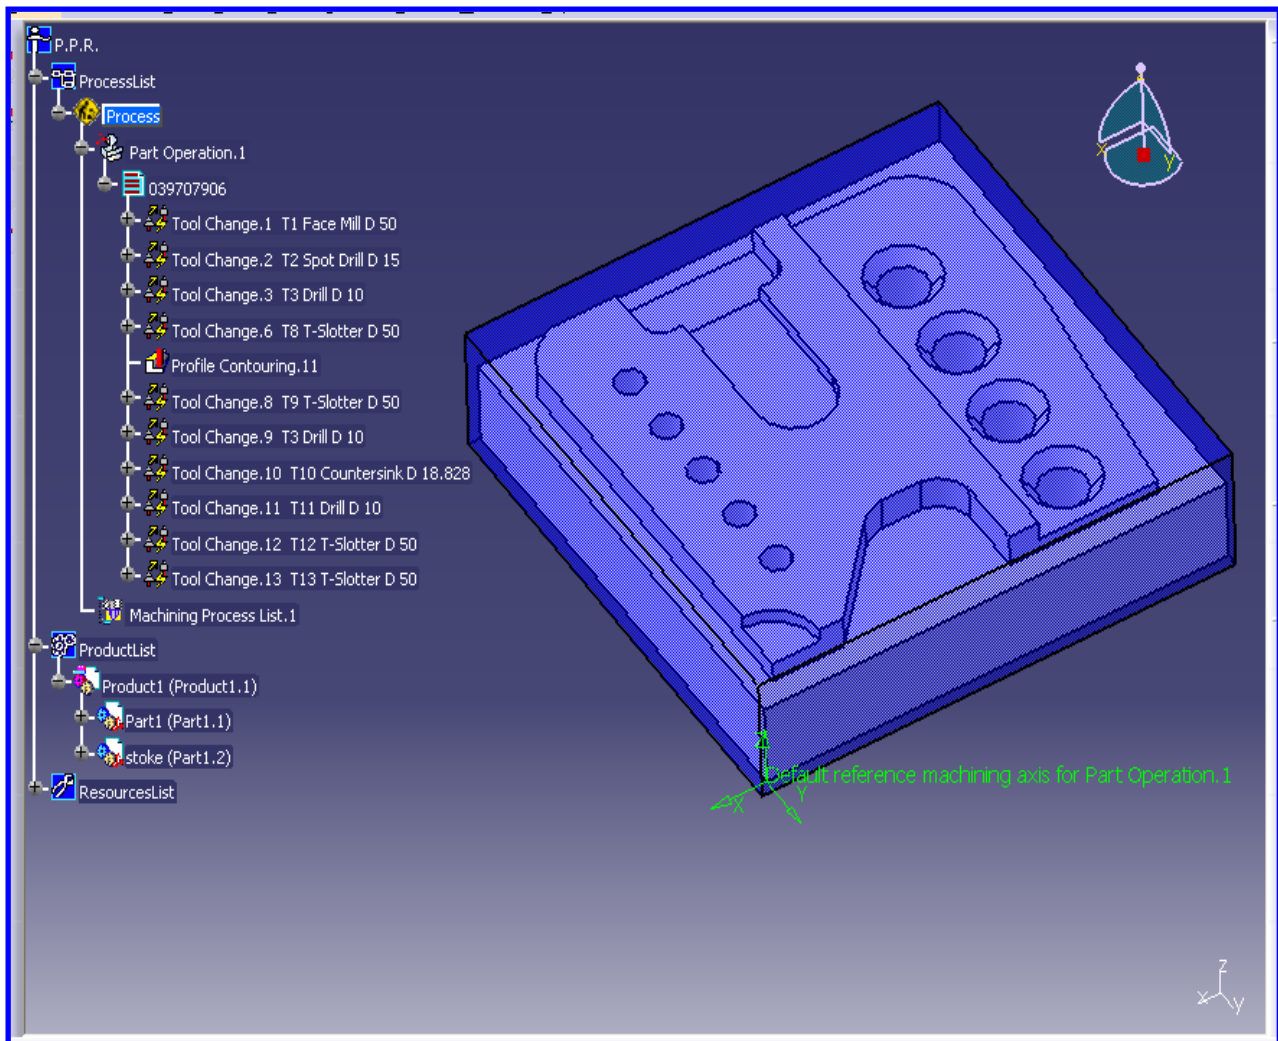 P.P.R.
ProcessList
Process
Part Operation.1
039707906
Tool Change.1 T1 Face Mill D 50
Tool Change.2 T2 Spot Drill D 15
Tool Change.3 T3 Drill D 10
Tool Change.6 T8 T-Slotter D 50
Profile Contouring.11
Tool Change.8 T9 T-Slotter D 50
Tool Change.9 T3 Drill D 10
Tool Change.10 T10 Countersink D 18.828
Tool Change.11 T11 Drill D 10
Tool Change.12 T12 T-Slotter D 50
Tool Change.13 T13 T-Slotter D 50
Machining Process List.1
ProductList
Product1 (Product1.1)
Part1 (Part1.1)
stoke (Part1.2)
ResourcesList
X
Y
Z
Default reference machining axis for Part Operation.1
X
Y
Z
X
Y